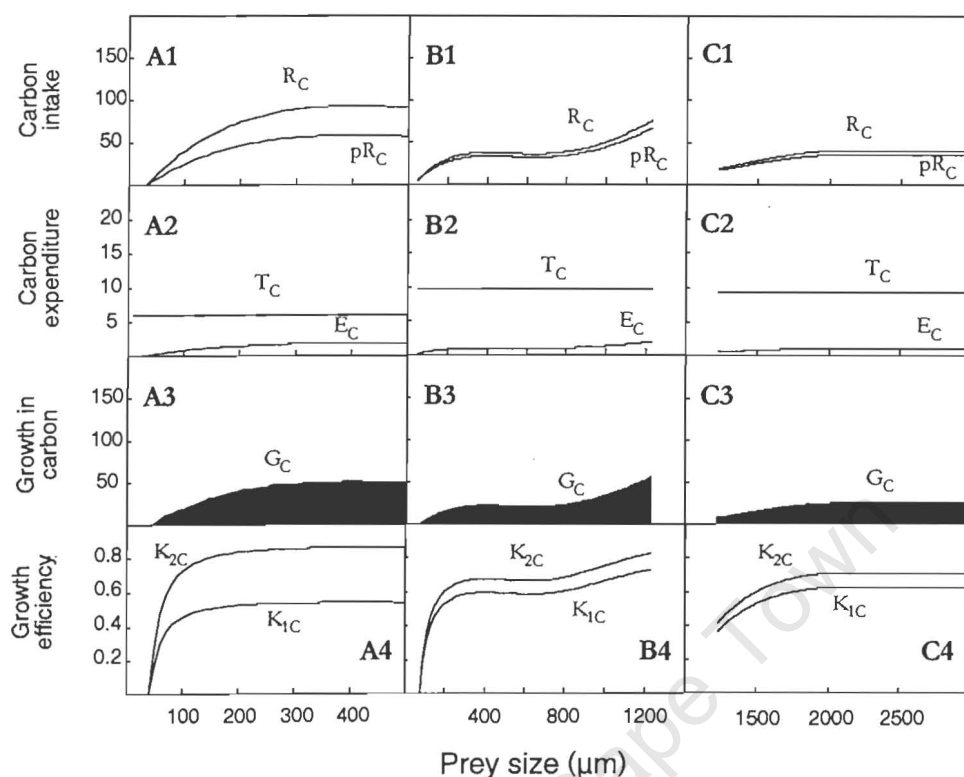 Carbon intake
150
100
50
A1
R_C
pR_C
B1
R_C
pR_C
C1
R_C
pR_C
Carbon expenditure
20
15
10
5
A2
T_C
E_C
B2
T_C
E_C
C2
T_C
E_C
Growth in carbon
150
100
50
A3
G_C
B3
G_C
C3
G_C
Growth efficiency
0.8
0.6
0.4
0.2
K_2C
K_1C
A4
K_2C
K_1C
B4
K_2C
K_1C
C4
100 200 300 400
400 800 1200
1500 2000 2500
Prey size (µm)
ape Town